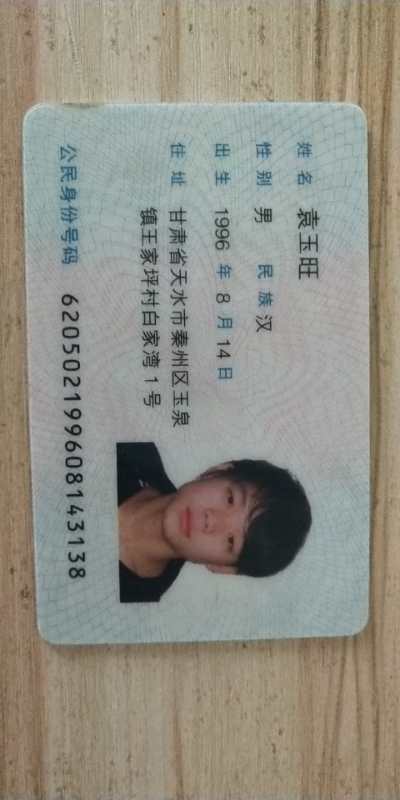 姓名 袁玉旺
性别 男 民族 汉
出生 1996 年 8 月 14 日
住址 甘肃省天水市秦州区玉泉
镇王家坪村白家湾1号
公民身份号码 620502199608143138